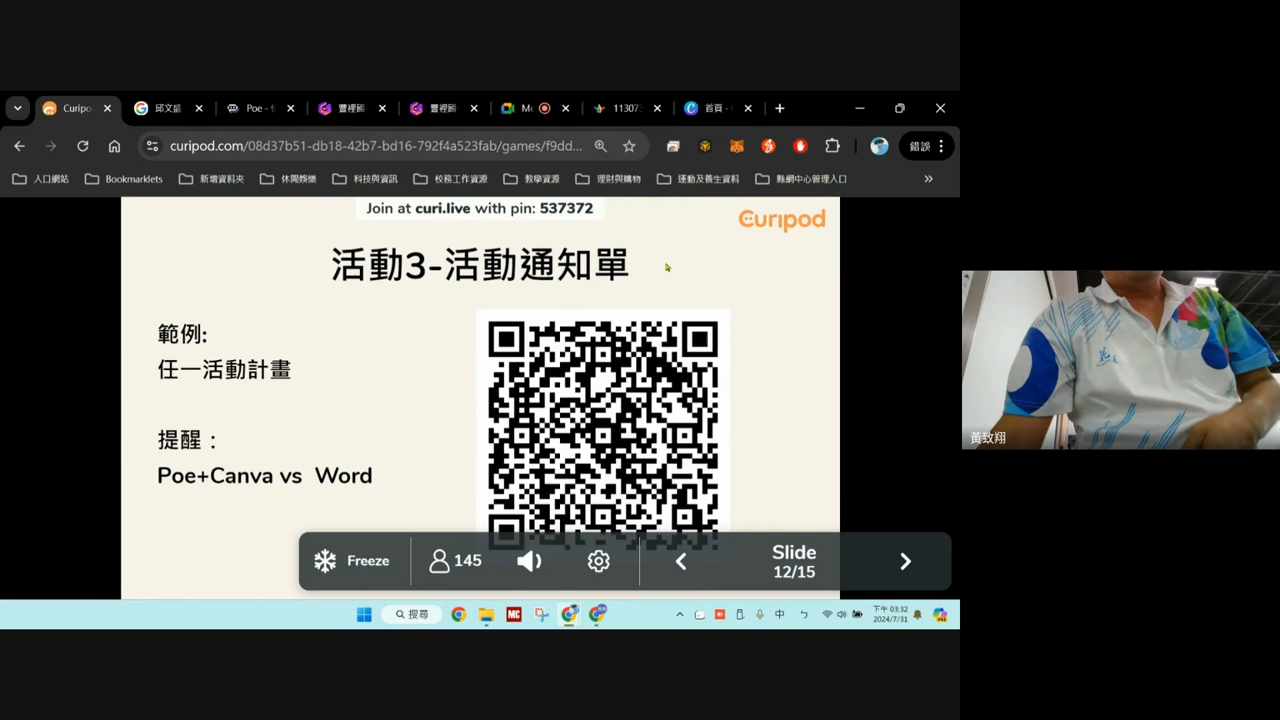 Curipo
邱文盛
Poe -
豐裡國
豐裡國
11073
首頁 -
curipod.com/08d37b51-db18-42b7-bd16-792f4a523fab/games/f9dd...
錯誤
入口網站
Bookmarklets
新增資料夾
休閒娛樂
科技與資訊
校務工作資源
教學資源
理財與購物
運動及養生資料
縣網中心管理入口
Join at curi.live with pin: 537372
Curipod
活動3-活動通知單
範例:
任一活動計畫
提醒：
Poe+Canva vs Word
Freeze
145
Slide
12/15
搜尋
中
下午 03:32
2024/7/31
黃致翔